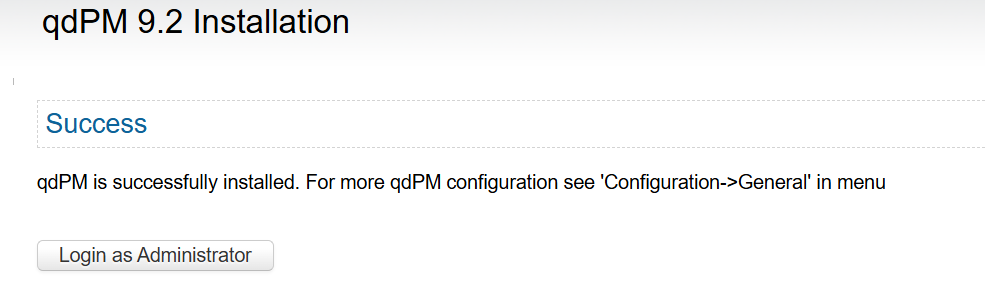 qdPM 9.2 Installation
Success
qdPM is successfully installed. For more qdPM configuration see 'Configuration->General' in menu
Login as Administrator